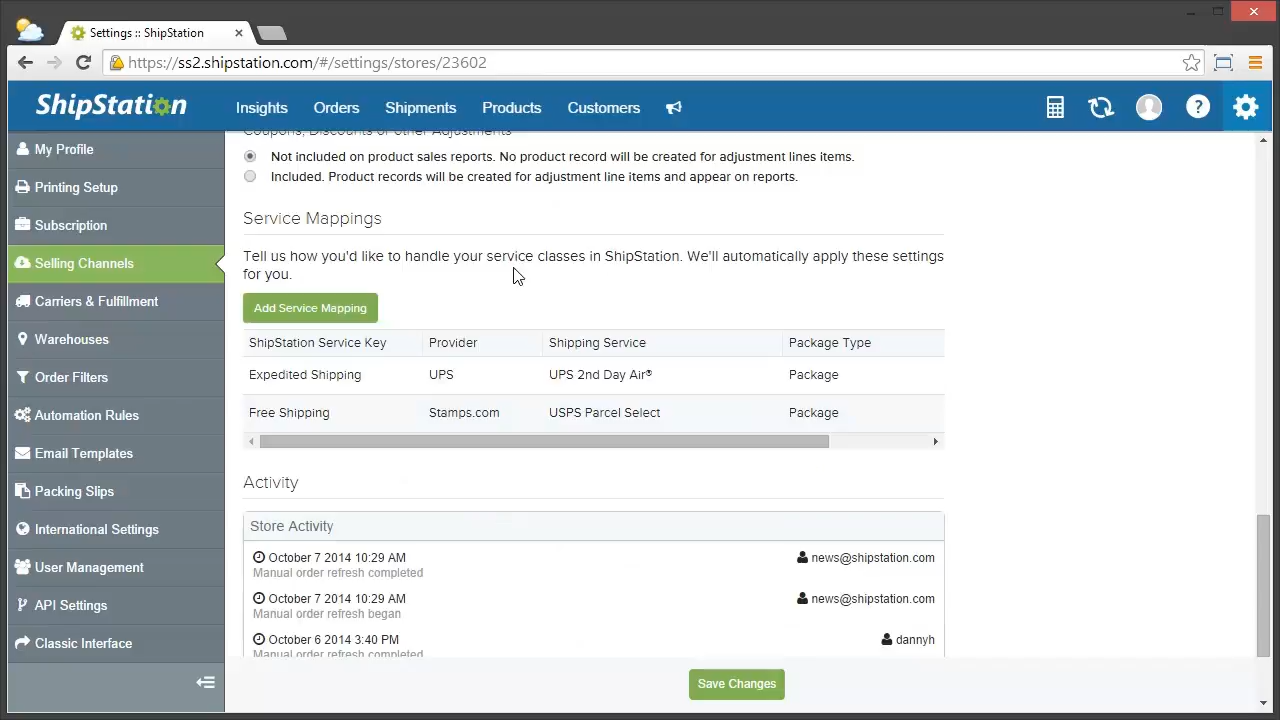 Settings :: ShipStation
https://ss2.shipstation.com/#/settings/stores/23602
ShipStation
Insights
Orders
Shipments
Products
Customers
My Profile
Printing Setup
Subscription
Selling Channels
Carriers & Fulfillment
Warehouses
Order Filters
Automation Rules
Email Templates
Packing Slips
International Settings
User Management
API Settings
Classic Interface
Coupons, Discounts or other Adjustments
Not included on product sales reports. No product record will be created for adjustment lines items.
Included. Product records will be created for adjustment line items and appear on reports.
Service Mappings
Tell us how you'd like to handle your service classes in ShipStation. We'll automatically apply these settings
for you.
Add Service Mapping
ShipStation Service Key
Provider
Shipping Service
Package Type
Expedited Shipping
UPS
UPS 2nd Day Air®
Package
Free Shipping
Stamps.com
USPS Parcel Select
Package
Activity
Store Activity
October 7 2014 10:29 AM
news@shipstation.com
Manual order refresh completed
October 7 2014 10:29 AM
news@shipstation.com
Manual order refresh began
October 6 2014 3:40 PM
dannyh
Manual order refresh completed
Save Changes